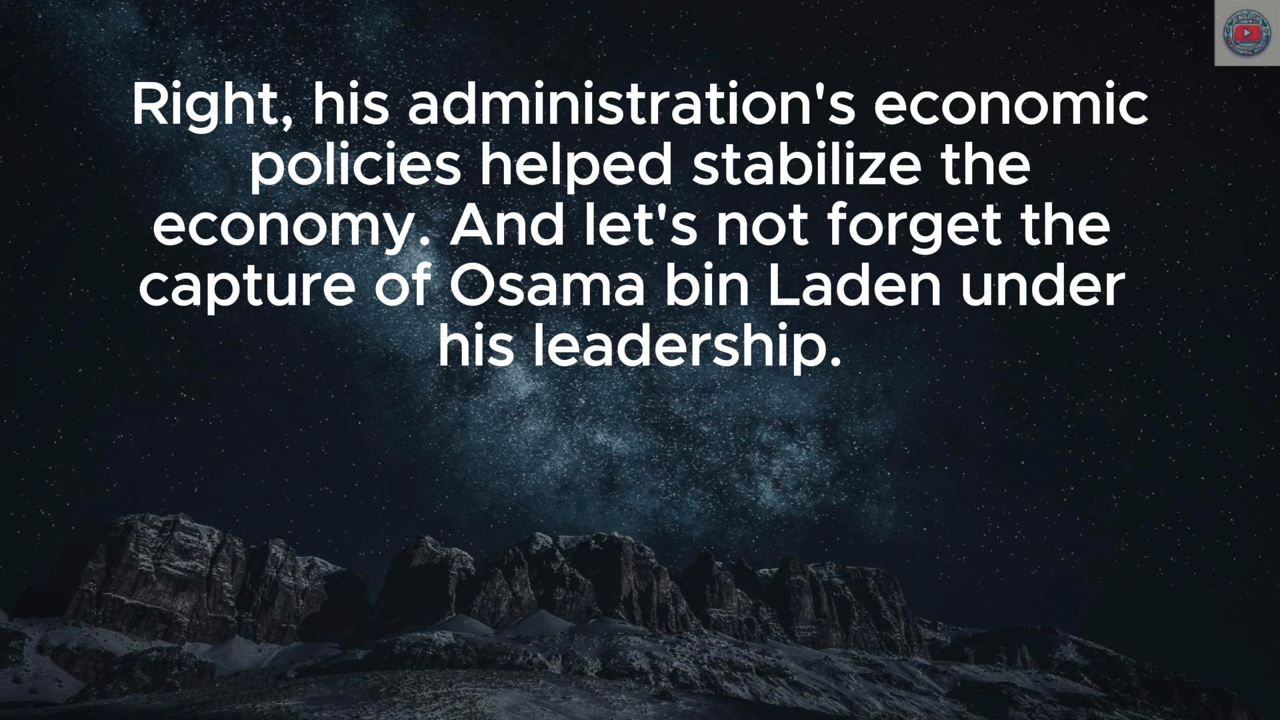 Right, his administration's economic
policies helped stabilize the
economy. And let's not forget the
capture of Osama bin Laden under
his leadership.